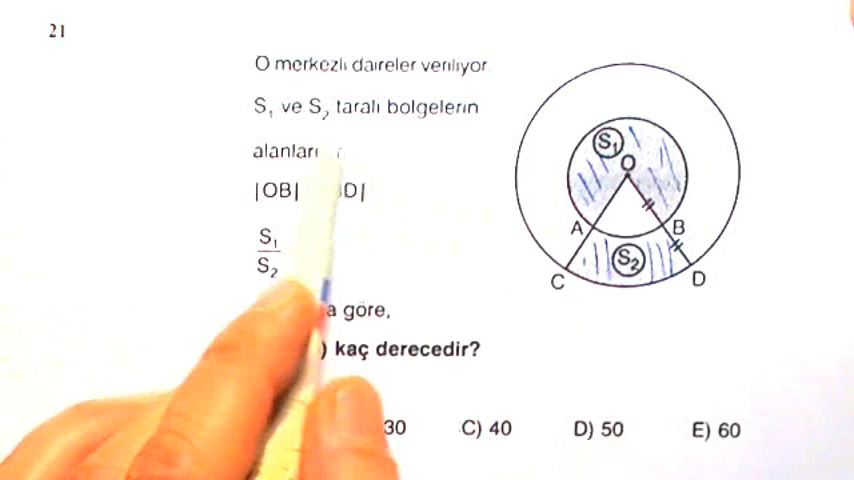 21
O merkezli daireler veriliyor.
S₁ ve S₂ taralı bolgelerin
alanları
|OB| D|
S₁
S₂
a göre,
) kaç derecedir?
30 C) 40 D) 50 E) 60
S₁
O
A B
S₂
C D